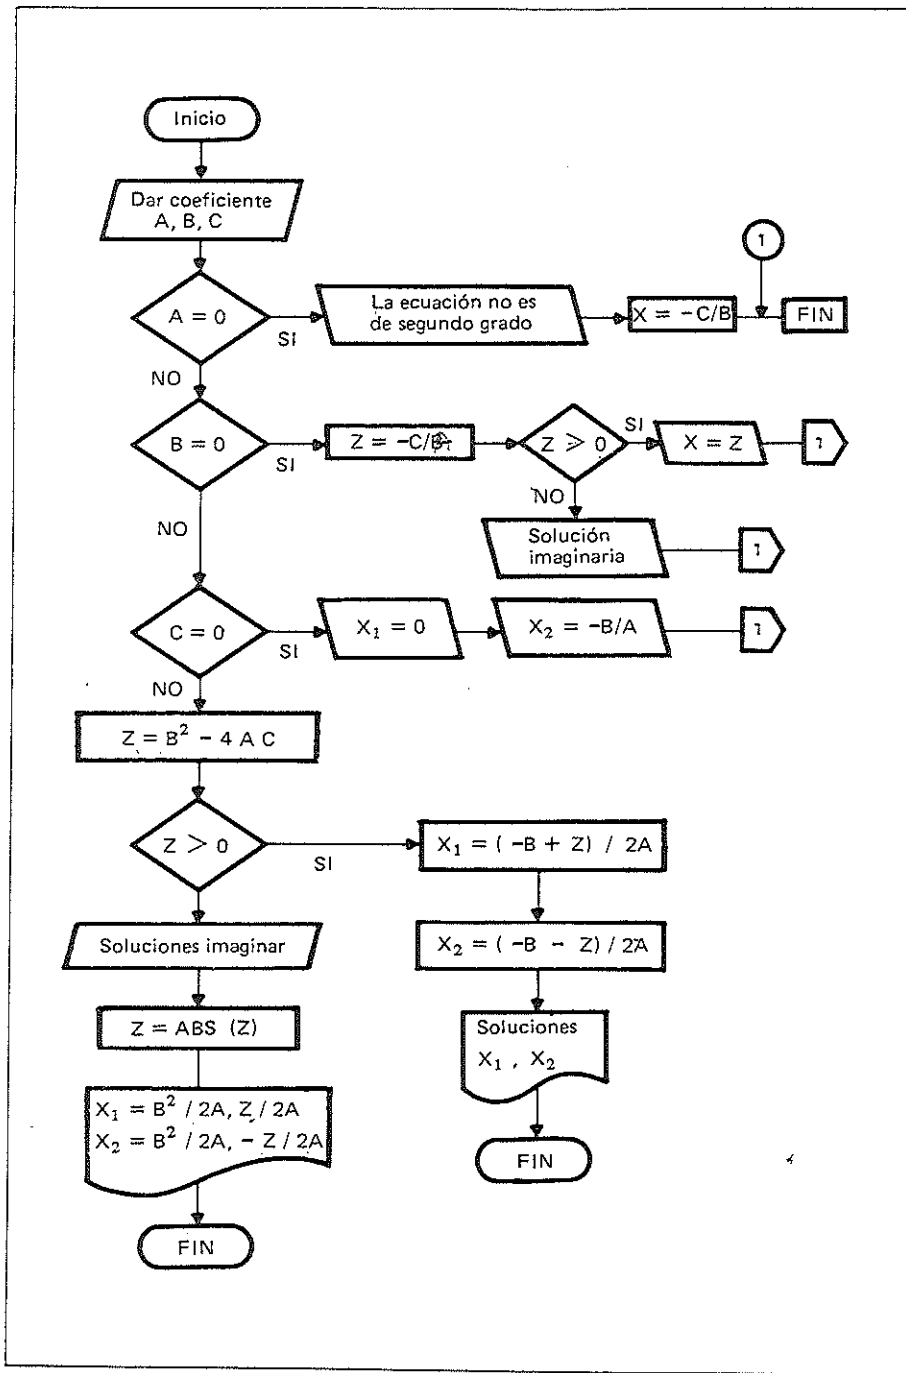 Inicio
Dar coeficiente
A, B, C
1
A = 0
SI
La ecuación no es
de segundo grado
X = -C/B
FIN
NO
B = 0
SI
Z = -C/B
Z > 0
SI
X = Z
1
NO
NO
Solución
imaginaria
1
C = 0
SI
X₁ = 0
X₂ = -B/A
1
NO
Z = B² - 4 A C
Z > 0
SI
X₁ = ( -B + Z) / 2A
Soluciones imaginar
X₂ = ( -B - Z) / 2A
Z = ABS (Z)
Soluciones
X₁ , X₂
X₁ = B² / 2A, Z / 2A
X₂ = B² / 2A, - Z / 2A
FIN
FIN